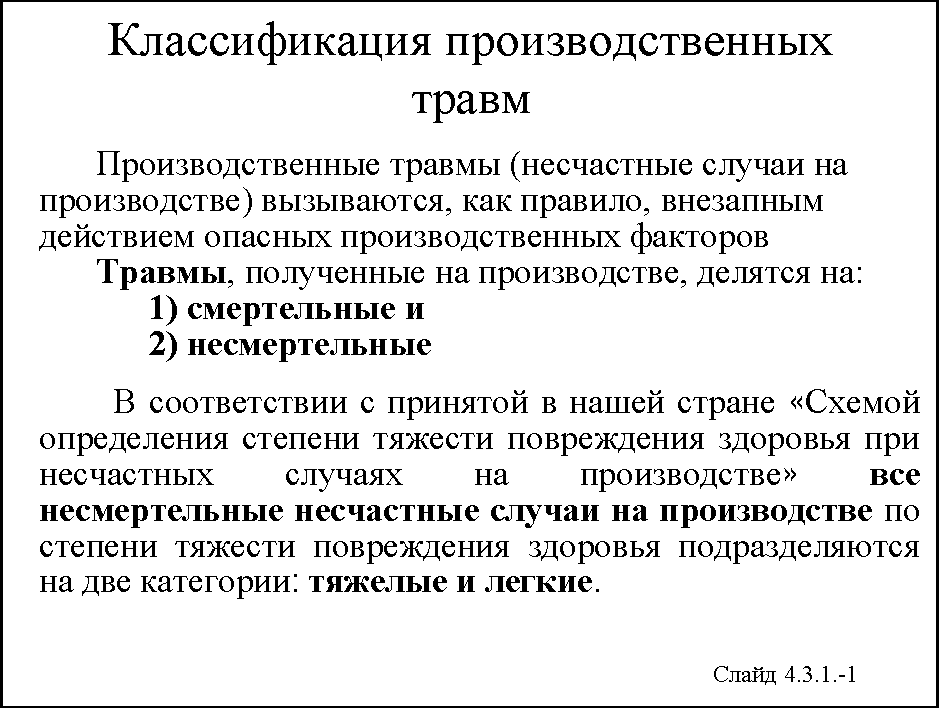 Классификация производственных
травм
Производственные травмы (несчастные случаи на
производстве) вызываются, как правило, внезапным
действием опасных производственных факторов
Травмы, полученные на производстве, делятся на:
1) смертельные и
2) несмертельные
В соответствии с принятой в нашей стране «Схемой
определения степени тяжести повреждения здоровья при
несчастных случаях на производстве» все
несмертельные несчастные случаи на производстве по
степени тяжести повреждения здоровья подразделяются
на две категории: тяжелые и легкие.
Слайд 4.3.1.-1